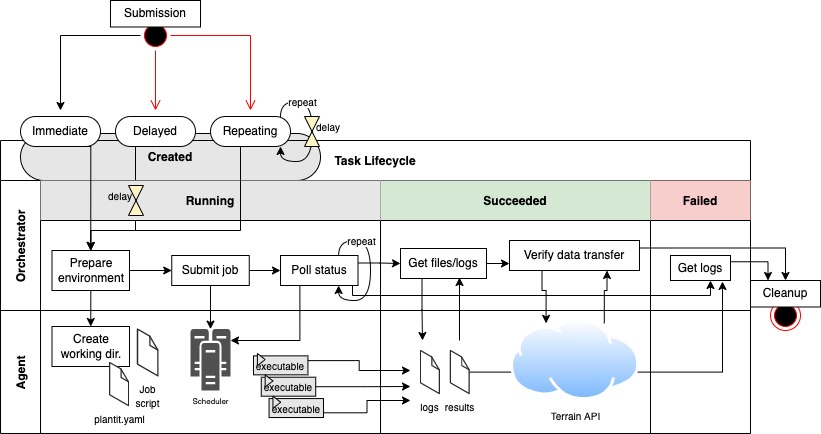 Submission
Immediate
Delayed
Repeating
repeat
delay
Created
Task Lifecycle
Orchestrator
delay
Running
Succeeded
Failed
Prepare
environment
Submit job
Poll status
repeat
Get files/logs
Verify data transfer
Get logs
Cleanup
Agent
Create
working dir.
Job
script
plantit.yaml
Scheduler
executable
executable
executable
logs
results
Terrain API